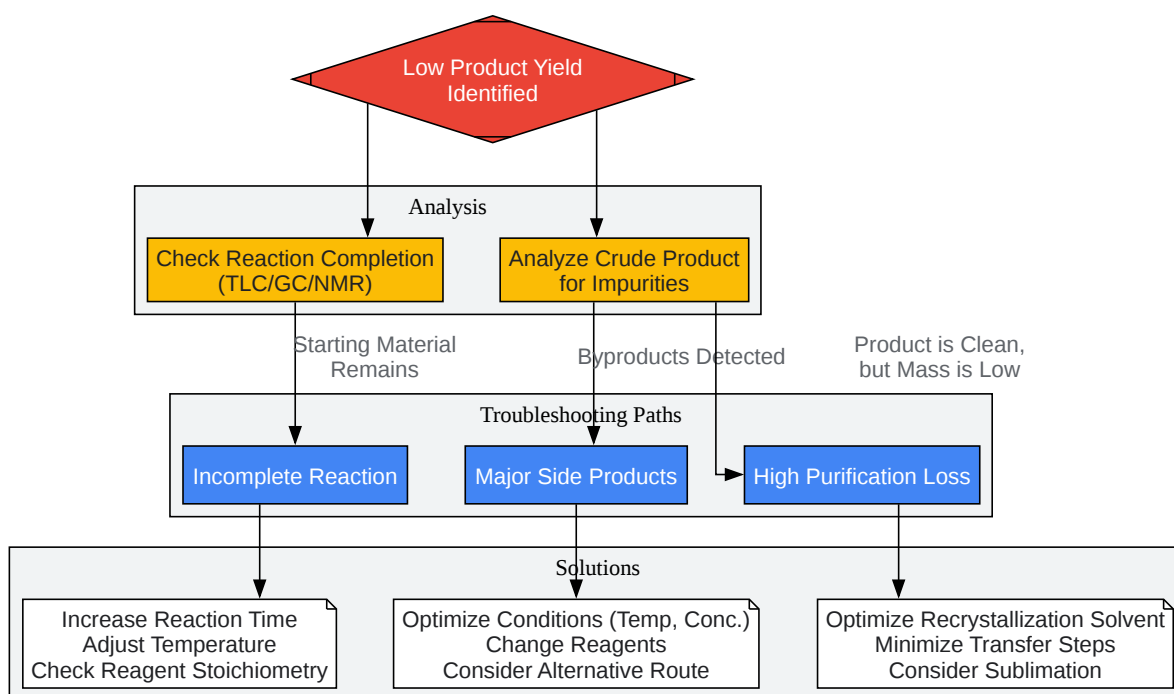 Low Product Yield
Identified
Analysis
Check Reaction Completion
(TLC/GC/NMR)
Analyze Crude Product
for Impurities
Starting Material
Remains
Byproducts Detected
Product is Clean,
but Mass is Low
Troubleshooting Paths
Incomplete Reaction
Major Side Products
High Purification Loss
Solutions
Increase Reaction Time
Adjust Temperature
Check Reagent Stoichiometry
Optimize Conditions (Temp, Conc.)
Change Reagents
Consider Alternative Route
Optimize Recrystallization Solvent
Minimize Transfer Steps
Consider Sublimation